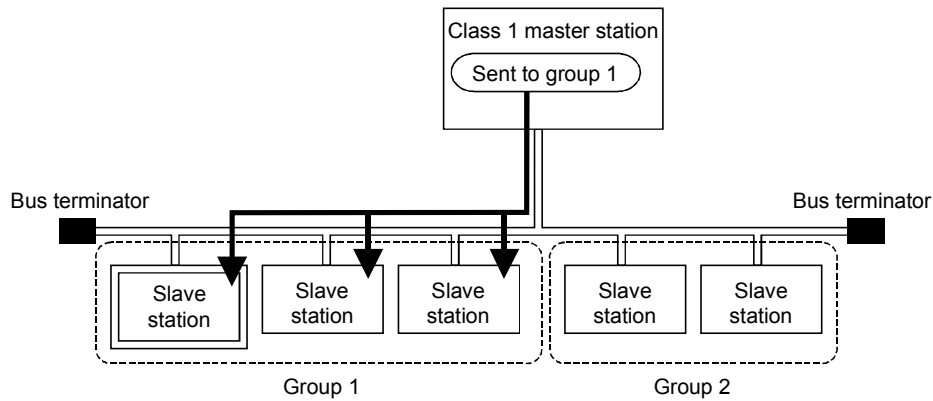 Class 1 master station
Sent to group 1
Bus terminator
Bus terminator
Slave
station
Slave
station
Slave
station
Slave
station
Slave
station
Group 1
Group 2